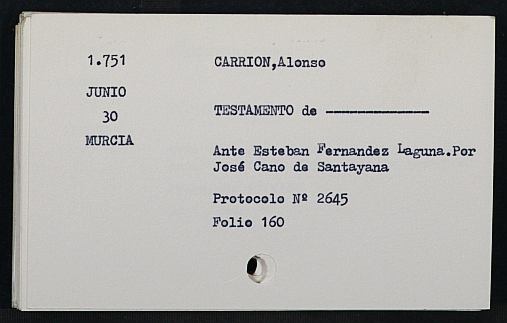 1.751
CARRION,Alonso
JUNIO
30
MURCIA
TESTAMENTO de --------------
Ante Esteban Fernandez Laguna.Por
José Cano de Santayana
Protocolo Nº 2645
Folio 160